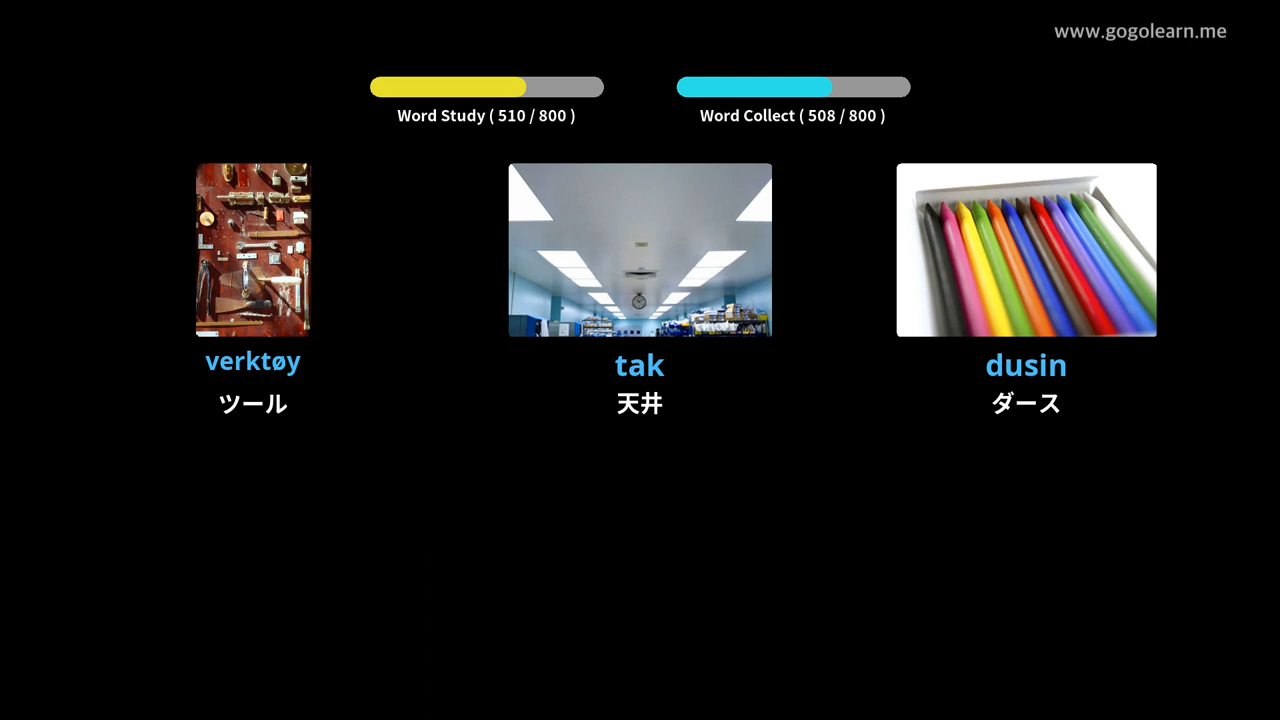 www.gogolearn.me
Word Study ( 510 / 800 )
Word Collect ( 508 / 800 )
verktøy
ツール
tak
天井
dusin
ダース